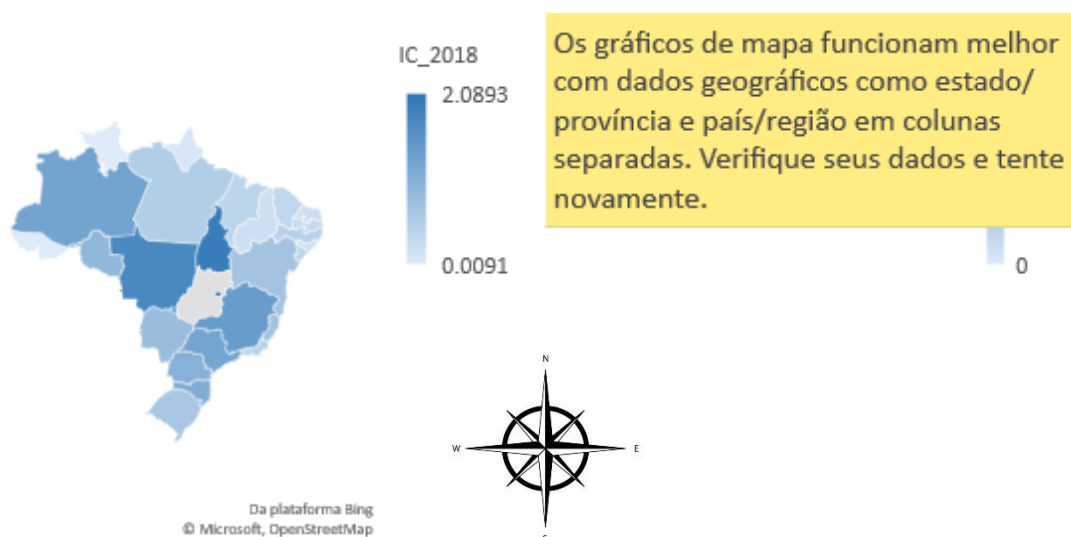 IC_2018
2.0893
0.0091
Os gráficos de mapa funcionam melhor
com dados geográficos como estado/
província e país/região em colunas
separadas. Verifique seus dados e tente
novamente.
0
N
W
E
Da plataforma Bing
© Microsoft, OpenStreetMap